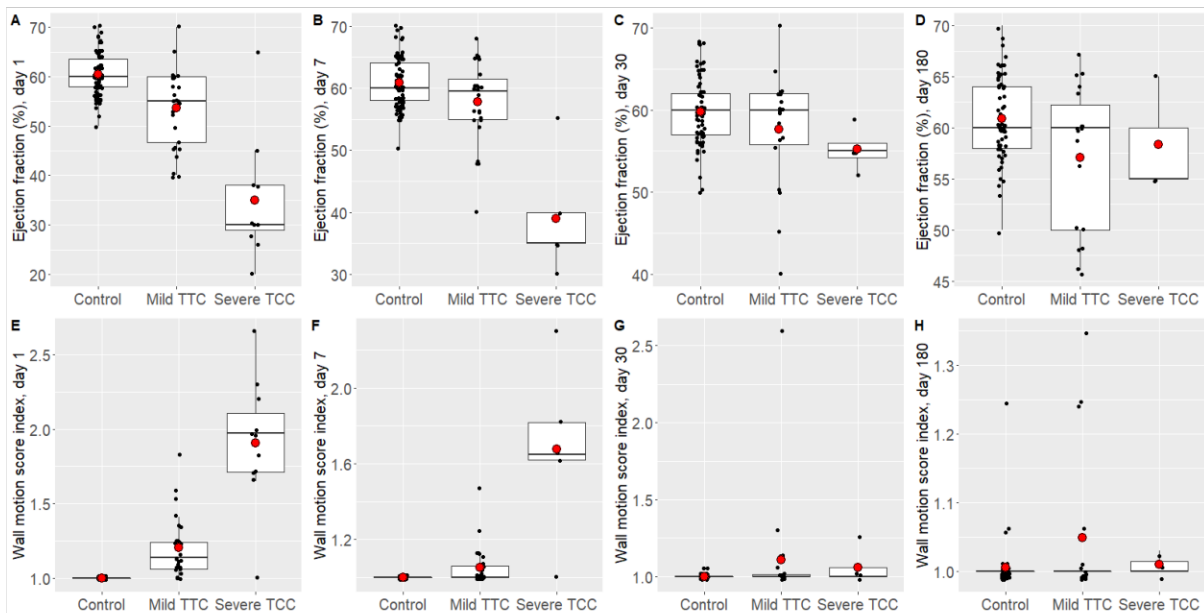 A
Ejection fraction (%), day 1
70
60
50
40
30
20
Control Mild TTC Severe TCC
B
Ejection fraction (%), day 7
70
60
50
40
30
Control Mild TTC Severe TCC
C
Ejection fraction (%), day 30
70
60
50
40
Control Mild TTC Severe TCC
D
Ejection fraction (%), day 180
70
65
60
55
50
45
Control Mild TTC Severe TCC
E
Wall motion score index, day 1
2.5
2.0
1.5
1.0
Control Mild TTC Severe TCC
F
Wall motion score index, day 7
2.0
1.6
1.2
Control Mild TTC Severe TCC
G
Wall motion score index, day 30
2.5
2.0
1.5
1.0
Control Mild TTC Severe TCC
H
Wall motion score index, day 180
1.3
1.2
1.1
1.0
Control Mild TTC Severe TCC